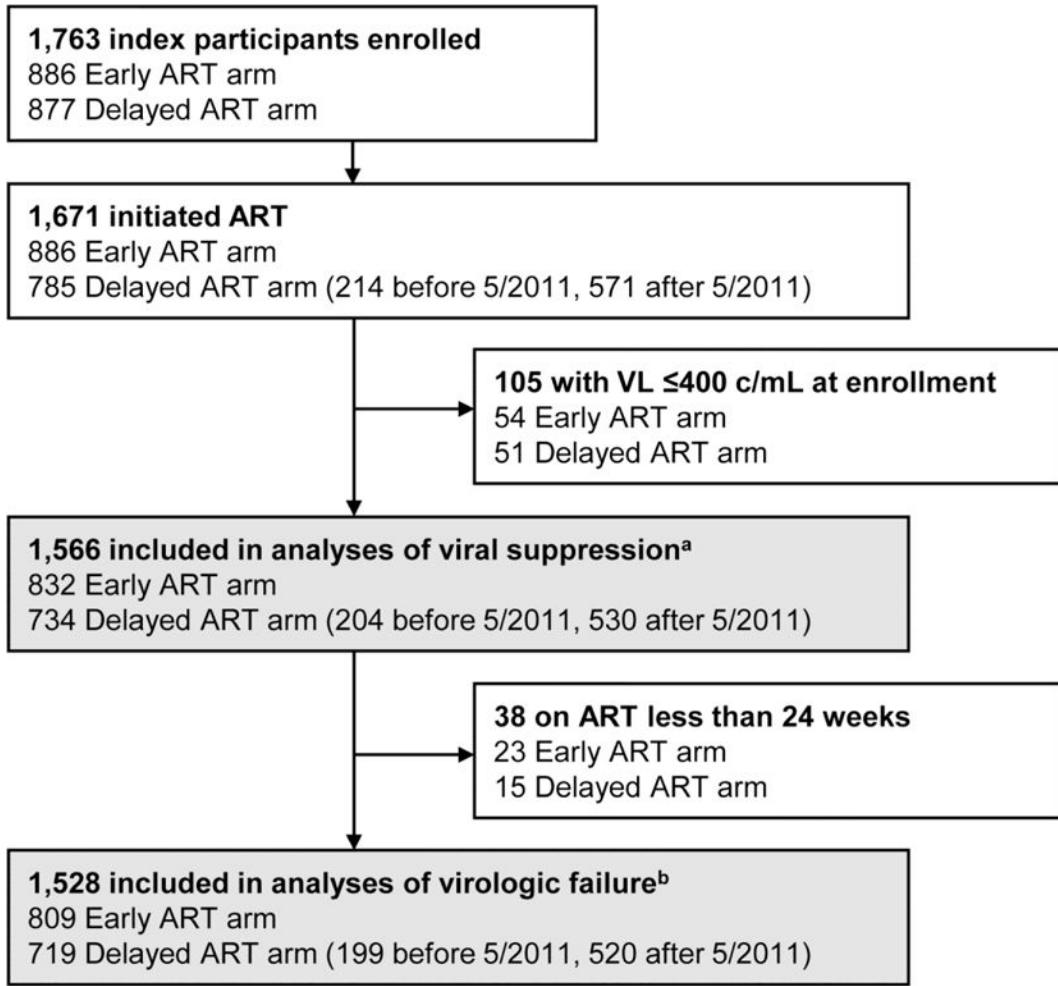 1,763 index participants enrolled
886 Early ART arm
877 Delayed ART arm
1,671 initiated ART
886 Early ART arm
785 Delayed ART arm (214 before 5/2011, 571 after 5/2011)
105 with VL ≤400 c/mL at enrollment
54 Early ART arm
51 Delayed ART arm
1,566 included in analyses of viral suppressionᵃ
832 Early ART arm
734 Delayed ART arm (204 before 5/2011, 530 after 5/2011)
38 on ART less than 24 weeks
23 Early ART arm
15 Delayed ART arm
1,528 included in analyses of virologic failureᵇ
809 Early ART arm
719 Delayed ART arm (199 before 5/2011, 520 after 5/2011)